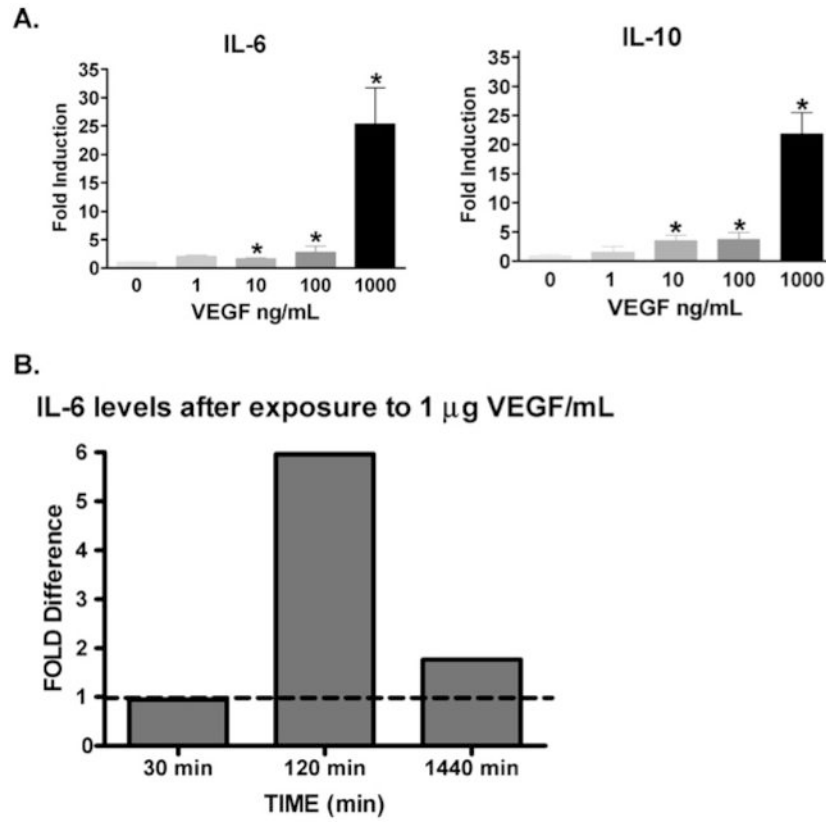 A.
IL-6
Fold Induction
35
30
25
20
15
10
5
0
*
*
*
0 1 10 100 1000
VEGF ng/mL
IL-10
Fold Induction
35
30
25
20
15
10
5
0
*
*
*
0 1 10 100 1000
VEGF ng/mL
B.
IL-6 levels after exposure to 1 μg VEGF/mL
FOLD Difference
6
5
4
3
2
1
0
30 min 120 min 1440 min
TIME (min)